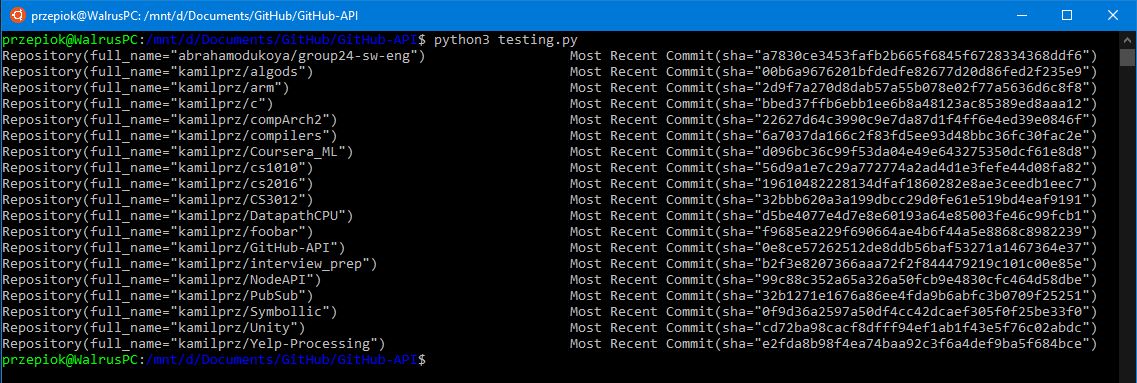 przepiok@WalrusPC: /mnt/d/Documents/GitHub/GitHub-API
przepiok@WalrusPC:/mnt/d/Documents/GitHub/GitHub-API$ python3 testing.py
Repository(full_name="abrahamodukoya/group24-sw-eng") Most Recent Commit(sha="a7830ce3453fafb2b665f6845f6728334368ddf6")
Repository(full_name="kamilprz/algods") Most Recent Commit(sha="00b6a9676201bfdedfe82677d20d86fed2f235e9")
Repository(full_name="kamilprz/arm") Most Recent Commit(sha="2d9f7a270d8dab57a55b078e02f77a5636d6c8f8")
Repository(full_name="kamilprz/c") Most Recent Commit(sha="bbed37ffb6ebb1ee6b8a48123ac85389ed8aaa12")
Repository(full_name="kamilprz/compArch2") Most Recent Commit(sha="22627d64c3990c9e7da87d1f4ff6e4ed39e0846f")
Repository(full_name="kamilprz/compilers") Most Recent Commit(sha="6a7037da166c2f83fd5ee93d48bbc36fc30fac2e")
Repository(full_name="kamilprz/Coursera_ML") Most Recent Commit(sha="d096bc36c99f53da04e49e643275350dcf61e8d8")
Repository(full_name="kamilprz/cs1010") Most Recent Commit(sha="56d9a1e7c29a772774a2ad4d1e3fefe44d08fa82")
Repository(full_name="kamilprz/cs2016") Most Recent Commit(sha="19610482228134dfaf1860282e8ae3ceedb1eec7")
Repository(full_name="kamilprz/CS3012") Most Recent Commit(sha="32bbb620a3a199dbcc29d0fe61e519bd4eaf9191")
Repository(full_name="kamilprz/DatapathCPU") Most Recent Commit(sha="d5be4077e4d7e8e60193a64e85003fe46c99fcb1")
Repository(full_name="kamilprz/foobar") Most Recent Commit(sha="f9685ea229f690664ae4b6f44a5e8868c8982239")
Repository(full_name="kamilprz/GitHub-API") Most Recent Commit(sha="0e8ce57262512de8ddb56baf53271a1467364e37")
Repository(full_name="kamilprz/interview_prep") Most Recent Commit(sha="b2f3e8207366aaa72f2f844479219c101c00e85e")
Repository(full_name="kamilprz/NodeAPI") Most Recent Commit(sha="99c88c352a65a326a50fcb9e4830cfc464d58dbe")
Repository(full_name="kamilprz/PubSub") Most Recent Commit(sha="32b1271e1676a86ee4fda9b6abfc3b0709f25251")
Repository(full_name="kamilprz/Symbollic") Most Recent Commit(sha="0f9d36a2597a50df4cc42dcaef305f0f25be33f0")
Repository(full_name="kamilprz/Unity") Most Recent Commit(sha="cd72ba98cacf8dfff94ef1ab1f43e5f76c02abdc")
Repository(full_name="kamilprz/Yelp-Processing") Most Recent Commit(sha="e2fda8b98f4ea74baa92c3f6a4def9ba5f684bce")
przepiok@WalrusPC:/mnt/d/Documents/GitHub/GitHub-API$